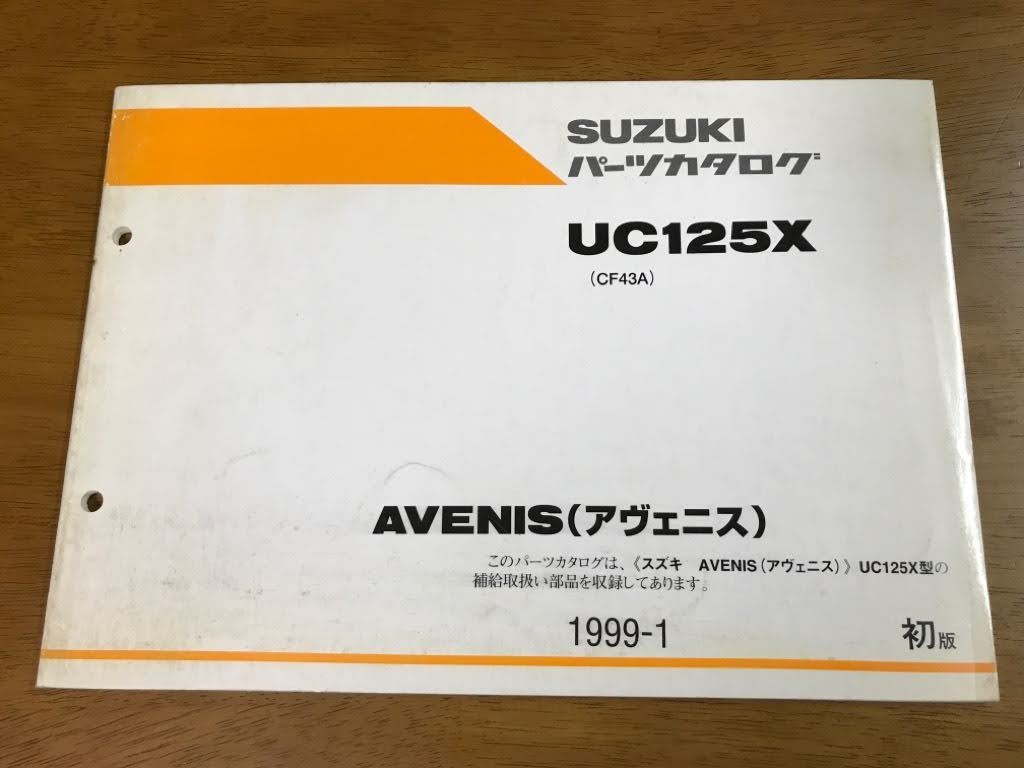 SUZUKI
パーツカタログ
UC125X
(CF43A)
AVENIS(アヴェニス)
このパーツカタログは、《スズキ AVENIS(アヴェニス)》UC125X型の
補給取扱い部品を収録してあります。
1999-1 初版